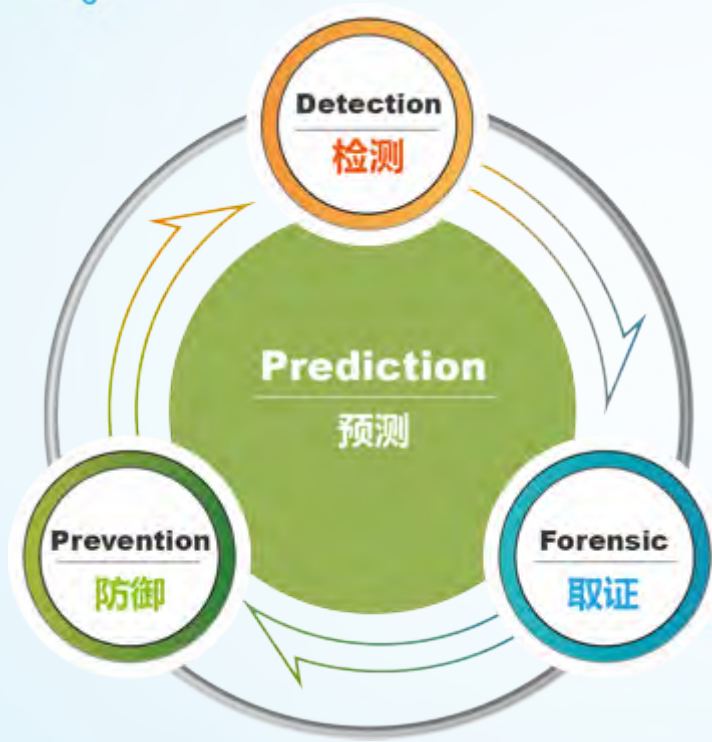 Detection
检测
Prediction
预测
Prevention
防御
Forensic
取证